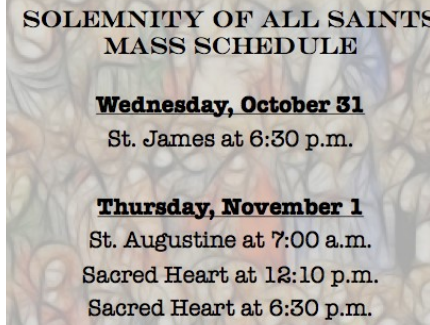 SOLEMNITY OF ALL SAINTS
MASS SCHEDULE
Wednesday, October 31
St. James at 6:30 p.m.
Thursday, November 1
St. Augustine at 7:00 a.m.
Sacred Heart at 12:10 p.m.
Sacred Heart at 6:30 p.m.